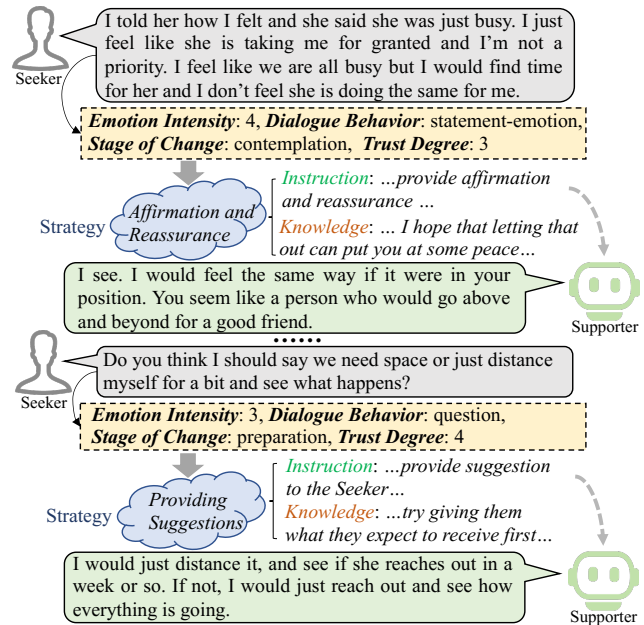 I told her how I felt and she said she was just busy. I just
feel like she is taking me for granted and I'm not a
priority. I feel like we are all busy but I would find time
for her and I don't feel she is doing the same for me.
Seeker
Emotion Intensity: 4, Dialogue Behavior: statement-emotion,
Stage of Change: contemplation, Trust Degree: 3
Strategy
Affirmation and
Reassurance
Instruction: …provide affirmation
and reassurance …
Knowledge: … I hope that letting that
out can put you at some peace…
I see. I would feel the same way if it were in your
position. You seem like a person who would go above
and beyond for a good friend.
Supporter
......
Do you think I should say we need space or just distance
myself for a bit and see what happens?
Seeker
Emotion Intensity: 3, Dialogue Behavior: question,
Stage of Change: preparation, Trust Degree: 4
Strategy
Providing
Suggestions
Instruction: …provide suggestion
to the Seeker…
Knowledge: …try giving them
what they expect to receive first…
I would just distance it, and see if she reaches out in a
week or so. If not, I would just reach out and see how
everything is going.
Supporter